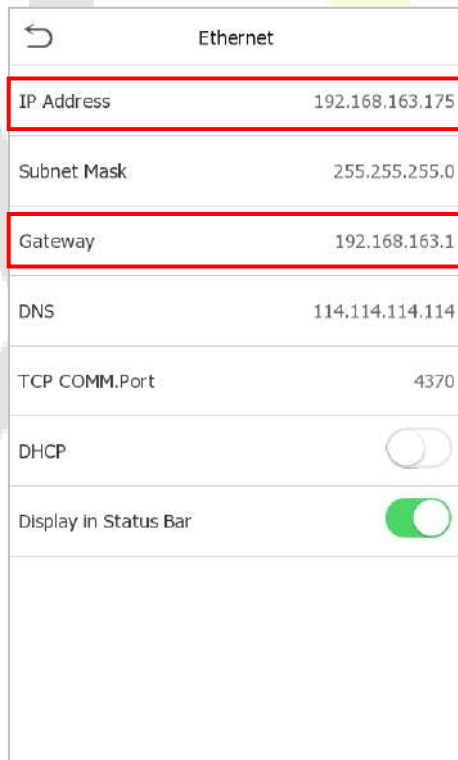 Ethernet
IP Address 192.168.163.175
Subnet Mask 255.255.255.0
Gateway 192.168.163.1
DNS 114.114.114.114
TCP COMM.Port 4370
DHCP
Display in Status Bar